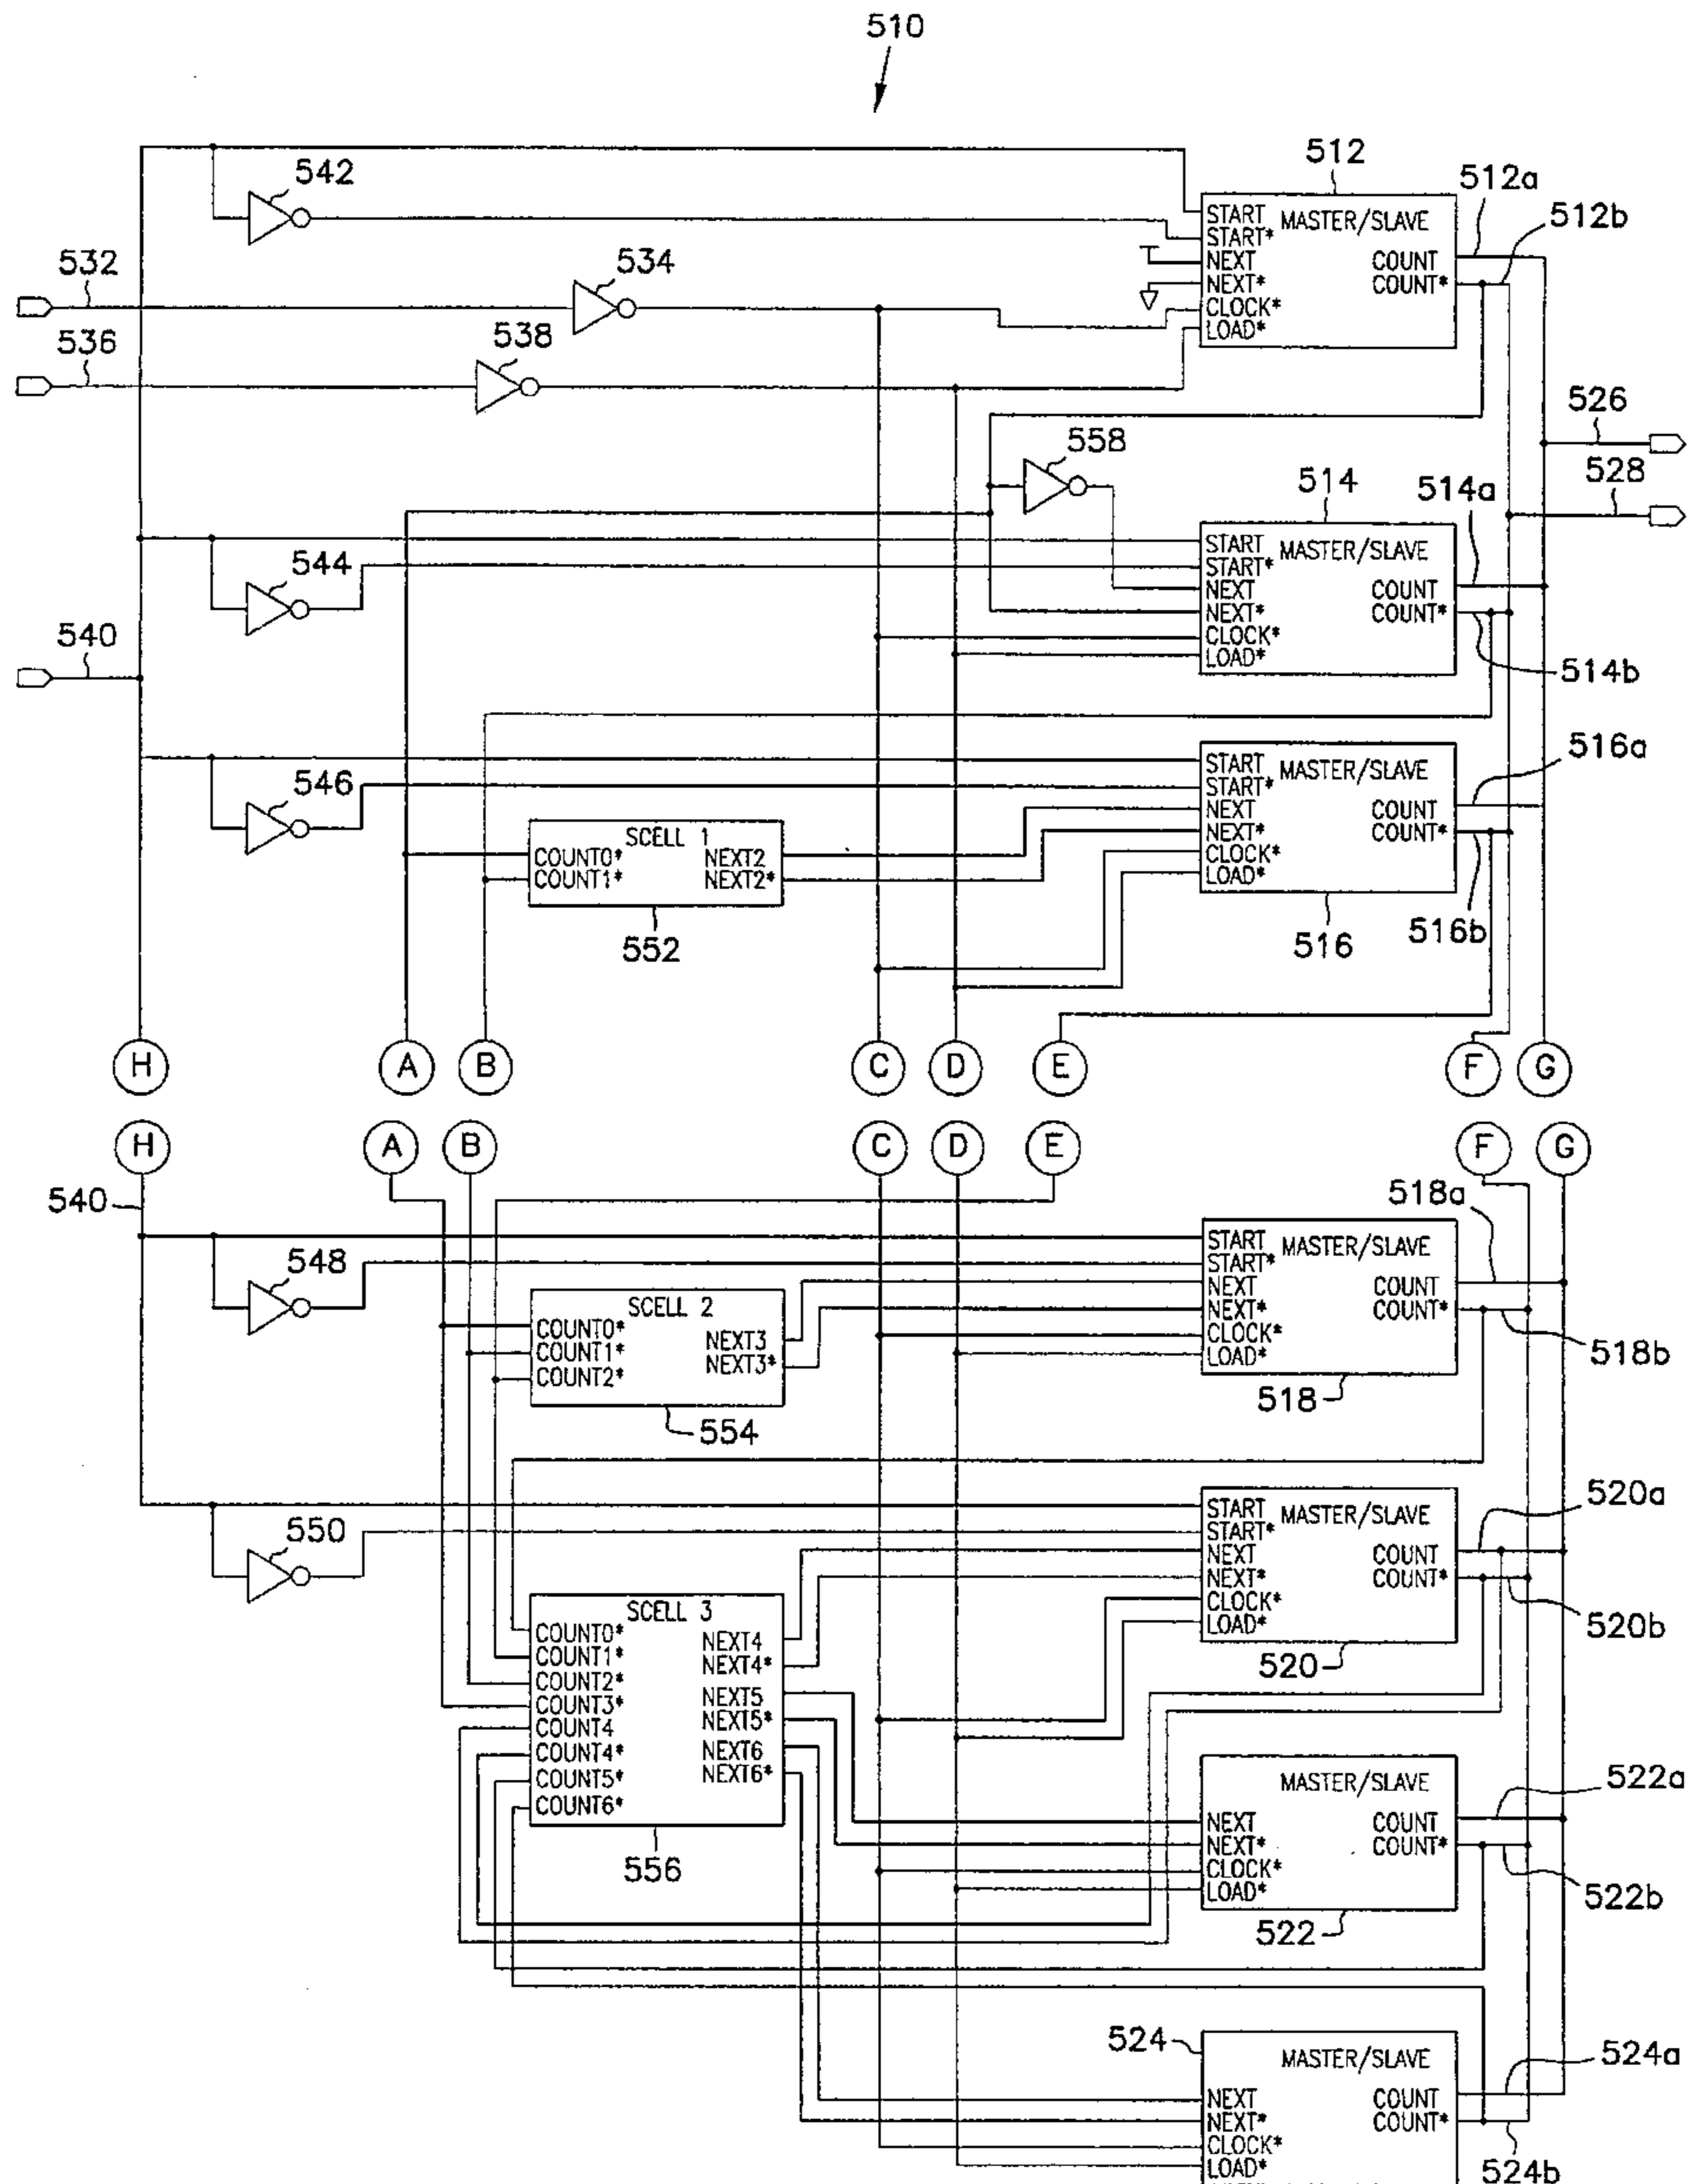 510
542
512
512a
START MASTER/SLAVE
START*
NEXT COUNT
NEXT* COUNT*
CLOCK*
LOAD*
512b
532
534
536
538
526
558
528
514
514a
START MASTER/SLAVE
START*
NEXT COUNT
NEXT* COUNT*
CLOCK*
LOAD*
544
540
514b
516a
START MASTER/SLAVE
START*
NEXT COUNT
NEXT* COUNT*
CLOCK*
LOAD*
546
SCELL 1
COUNT0* NEXT2
COUNT1* NEXT2*
552
516
516b
H A B C D E F G
H A B C D E F G
540
518a
START MASTER/SLAVE
START*
NEXT COUNT
NEXT* COUNT*
CLOCK*
LOAD*
548
SCELL 2
COUNT0* NEXT3
COUNT1* NEXT3*
COUNT2*
554
518
518b
520a
START MASTER/SLAVE
START*
NEXT COUNT
NEXT* COUNT*
CLOCK*
LOAD*
550
SCELL 3
COUNT0* NEXT4
COUNT1* NEXT4*
COUNT2* NEXT5
COUNT3* NEXT5*
COUNT4 NEXT6
COUNT4* NEXT6*
COUNT5*
COUNT6*
556
520
520b
522a
MASTER/SLAVE
NEXT COUNT
NEXT* COUNT*
CLOCK*
LOAD*
522
522b
524
524a
MASTER/SLAVE
NEXT COUNT
NEXT* COUNT*
CLOCK*
LOAD*
524b